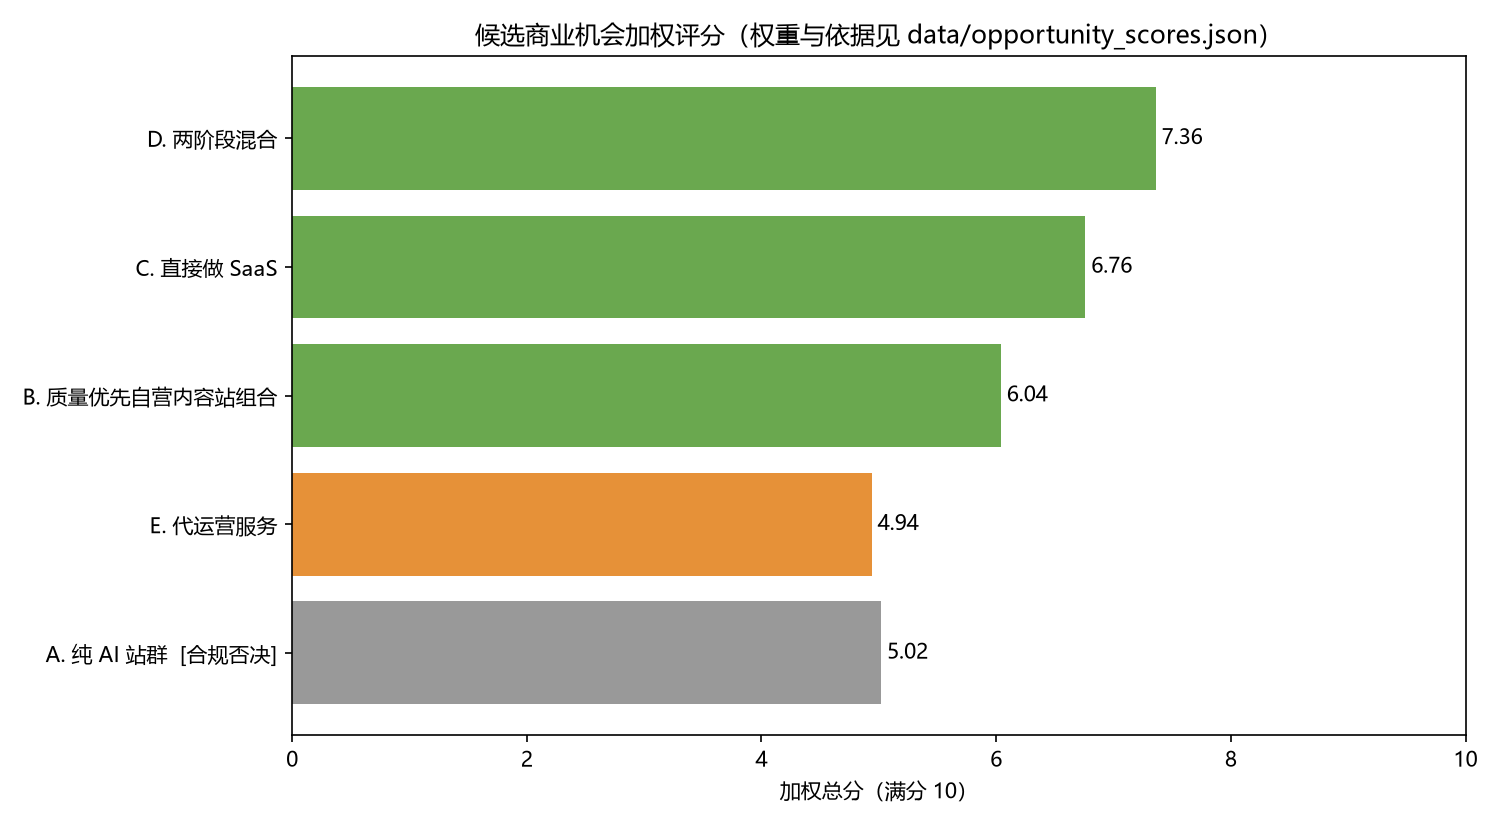 候选商业机会加权评分（权重与依据见 data/opportunity_scores.json）
D. 两阶段混合
7.36
C. 直接做 SaaS
6.76
B. 质量优先自营内容站组合
6.04
E. 代运营服务
4.94
A. 纯 AI 站群  [合规否决]
5.02
0 2 4 6 8 10
加权总分（满分 10）